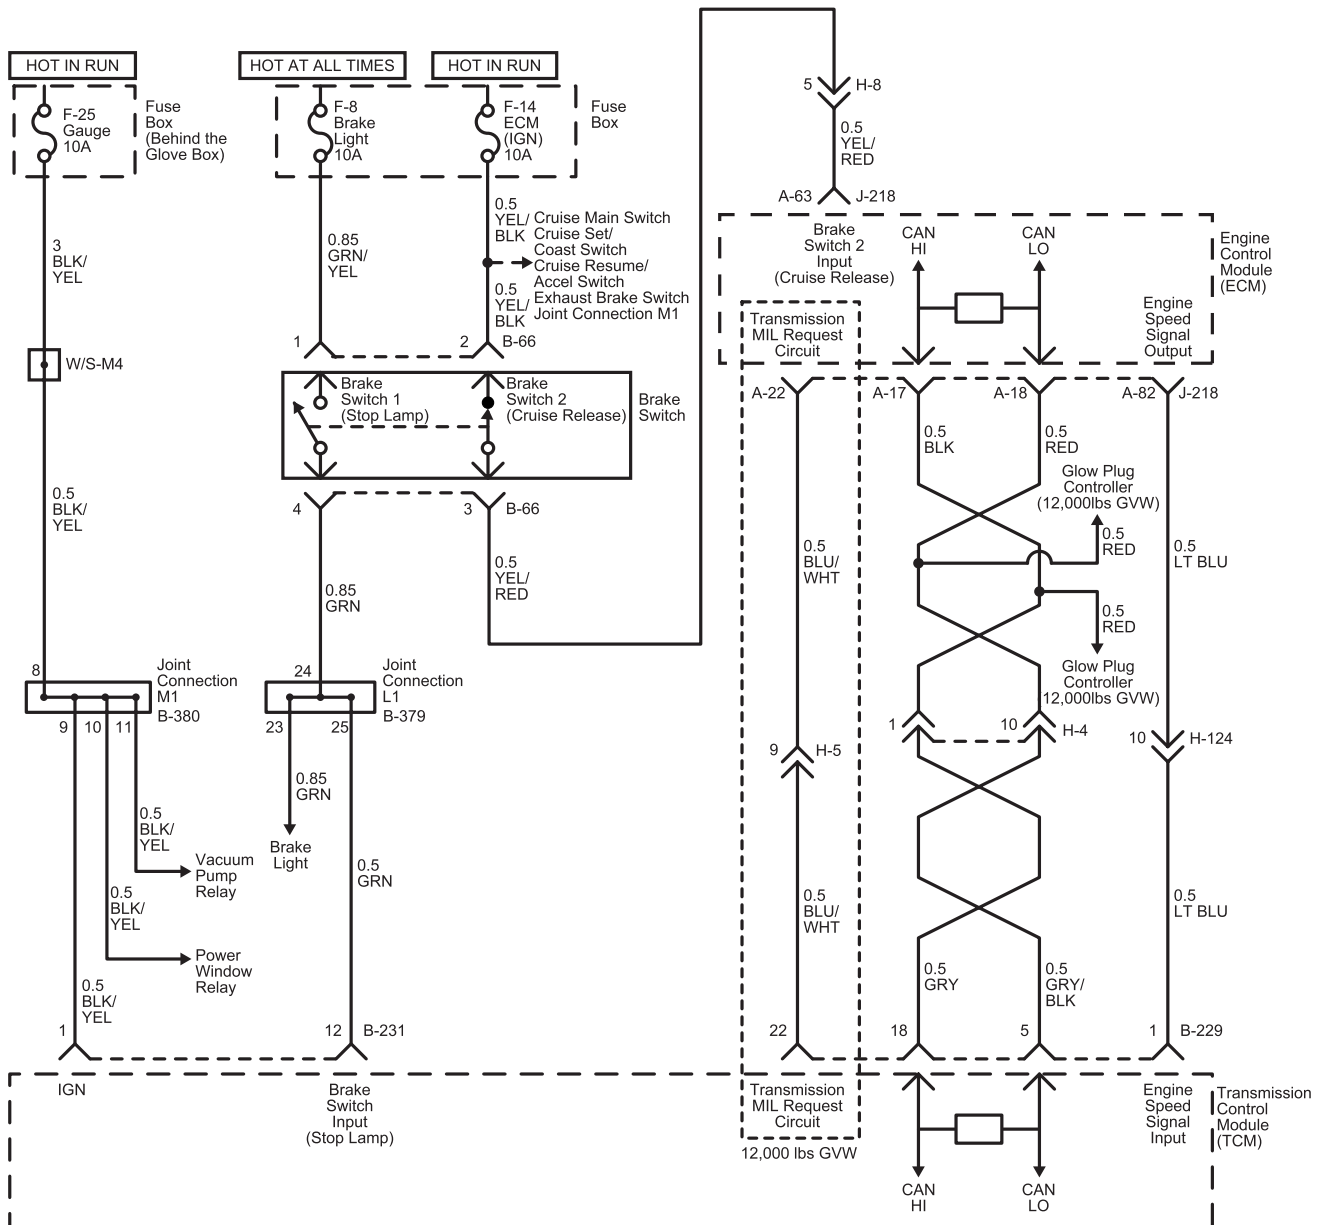 HOT IN RUN
HOT AT ALL TIMES
HOT IN RUN
F-25
Gauge
10A
Fuse
Box
(Behind the
Glove Box)
F-8
Brake
Light
10A
F-14
ECM
(IGN)
10A
Fuse
Box
5
H-8
0.5
YEL/
RED
A-63
J-218
3
BLK/
YEL
0.85
GRN/
YEL
0.5
YEL/
BLK
Cruise Main Switch
Cruise Set/
Coast Switch
Cruise Resume/
Accel Switch
Exhaust Brake Switch
Joint Connection M1
0.5
YEL/
BLK
Brake
Switch 2
Input
(Cruise Release)
CAN
HI
CAN
LO
Engine
Control
Module
(ECM)
Transmission
MIL Request
Circuit
Engine
Speed
Signal
Output
1
2
B-66
W/S-M4
Brake
Switch 1
(Stop Lamp)
Brake
Switch 2
(Cruise Release)
Brake
Switch
A-22
A-17
A-18
A-82
J-218
0.5
BLK
0.5
RED
Glow Plug
Controller
(12,000lbs GVW)
0.5
RED
0.5
BLK/
YEL
4
3
B-66
0.5
BLU/
WHT
0.5
LT BLU
0.5
YEL/
RED
0.85
GRN
0.5
RED
Glow Plug
Controller
(12,000lbs GVW)
8
Joint
Connection
M1
B-380
9
10
11
24
Joint
Connection
L1
B-379
23
25
1
10
H-4
9
H-5
10
H-124
0.85
GRN
Brake
Light
0.5
BLK/
YEL
Vacuum
Pump
Relay
0.5
BLK/
YEL
Power
Window
Relay
0.5
GRN
0.5
BLU/
WHT
0.5
LT BLU
0.5
BLK/
YEL
0.5
GRY
0.5
GRY/
BLK
1
12
B-231
22
18
5
1
B-229
IGN
Brake
Switch
Input
(Stop Lamp)
Transmission
MIL Request
Circuit
12,000 lbs GVW
Engine
Speed
Signal
Input
Transmission
Control
Module
(TCM)
CAN
HI
CAN
LO